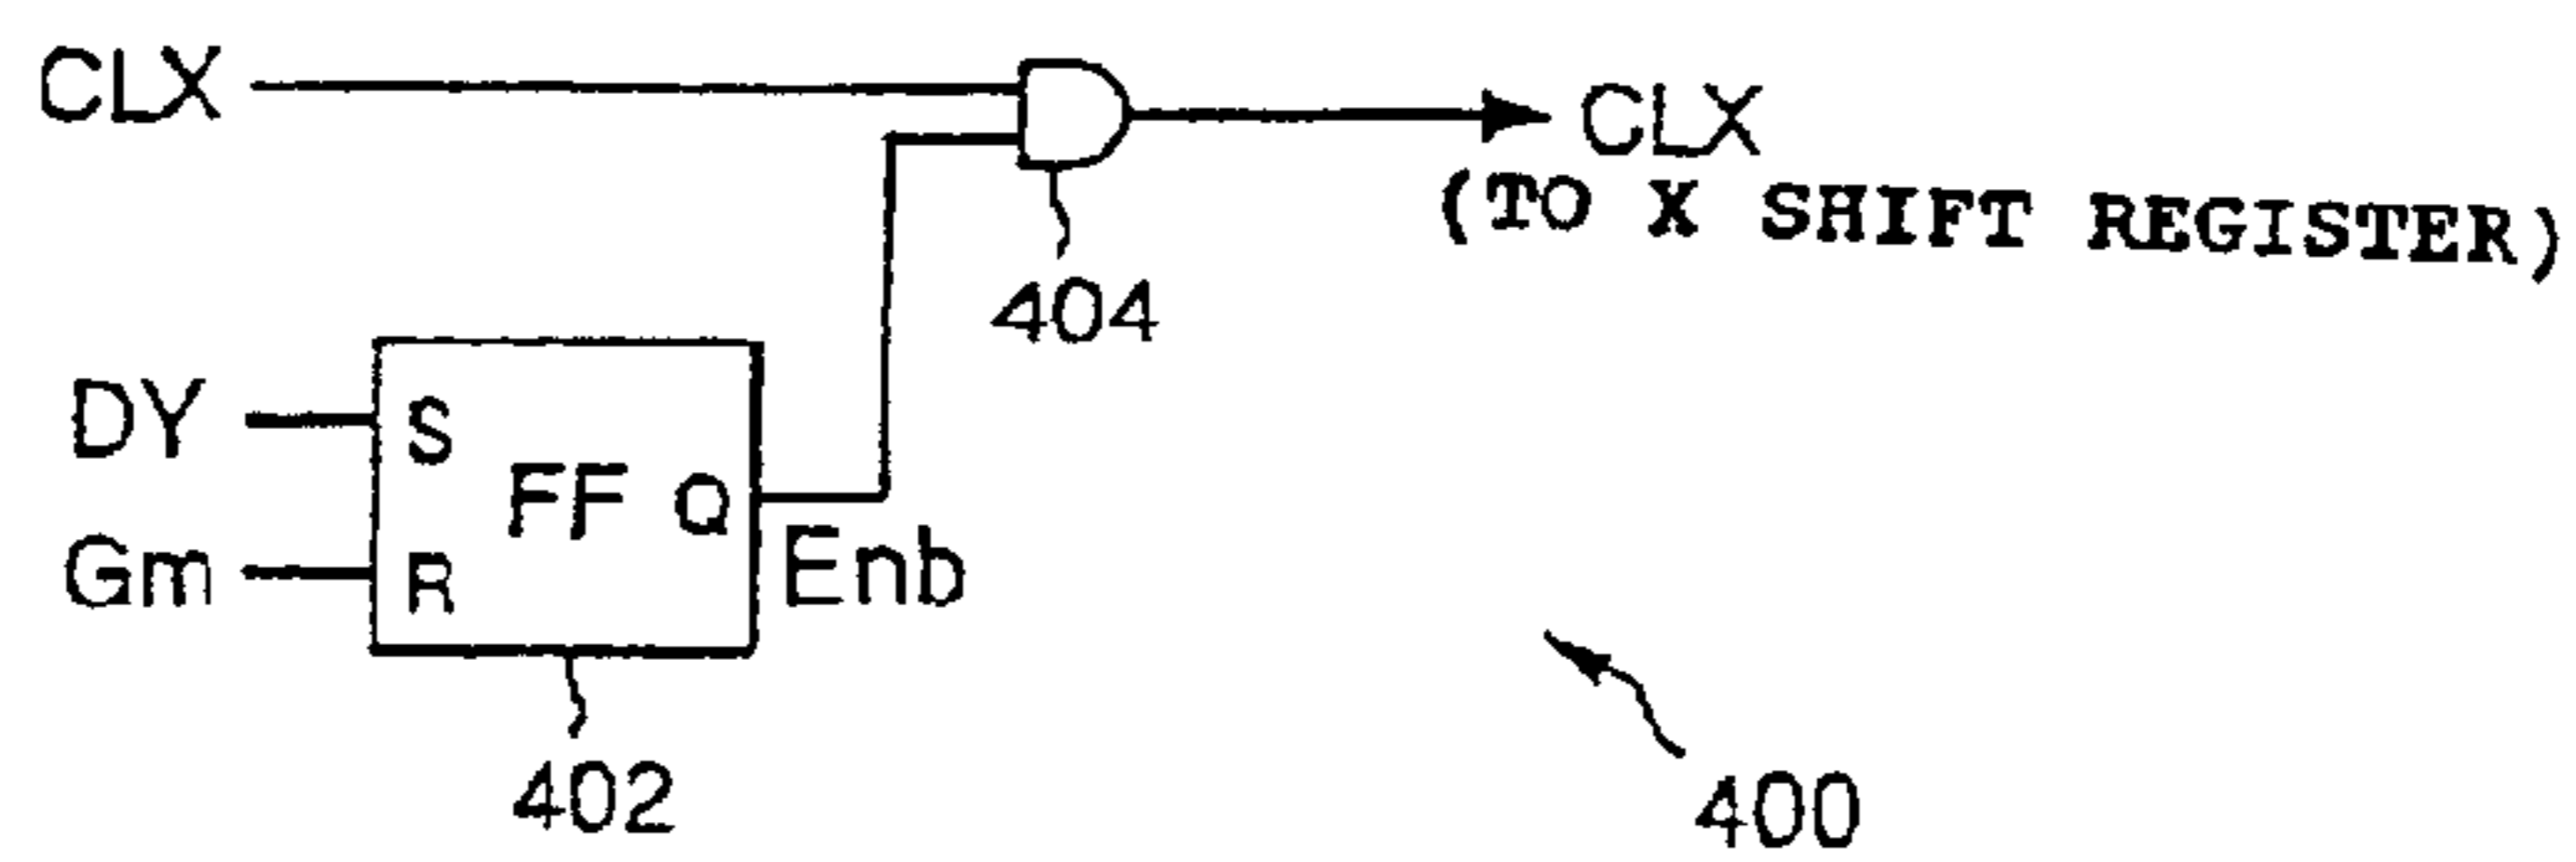 CLX
CLX
(TO X SHIFT REGISTER)
404
DY
S
FF Q
Gm
R
Enb
402
400